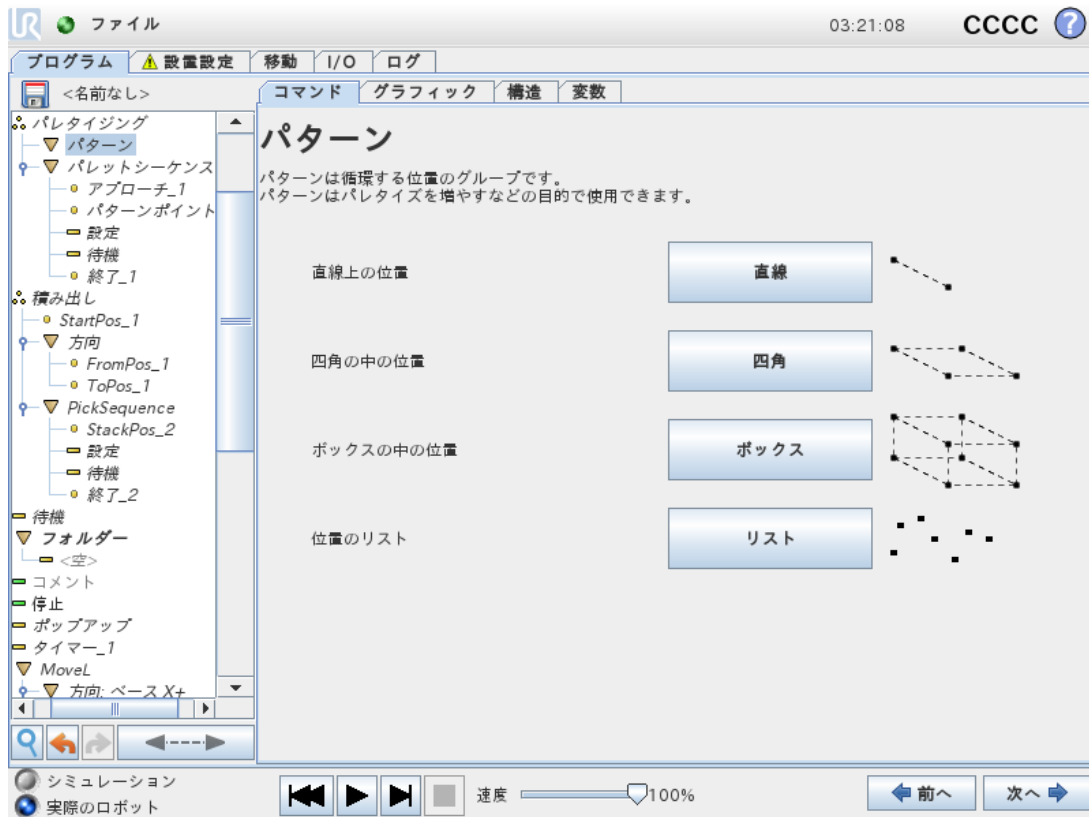 UR ファイル 03:21:08 CCCC ?
プログラム 設置設定 移動 I/O ログ
<名前なし>
コマンド グラフィック 構造 変数
パレタイジング
パターン
パレットシーケンス
アプローチ_1
パターンポイント
設定
待機
終了_1
積み出し
StartPos_1
方向
FromPos_1
ToPos_1
PickSequence
StackPos_2
設定
待機
終了_2
待機
フォルダー
<空>
コメント
停止
ポップアップ
タイマー_1
MoveL
方向: ベース X+
パターン
パターンは循環する位置のグループです。
パターンはパレタイズを増やすなどの目的で使用できます。
直線上の位置 直線
四角の中の位置 四角
ボックスの中の位置 ボックス
位置のリスト リスト
シミュレーション
実際のロボット
速度 100%
前へ 次へ